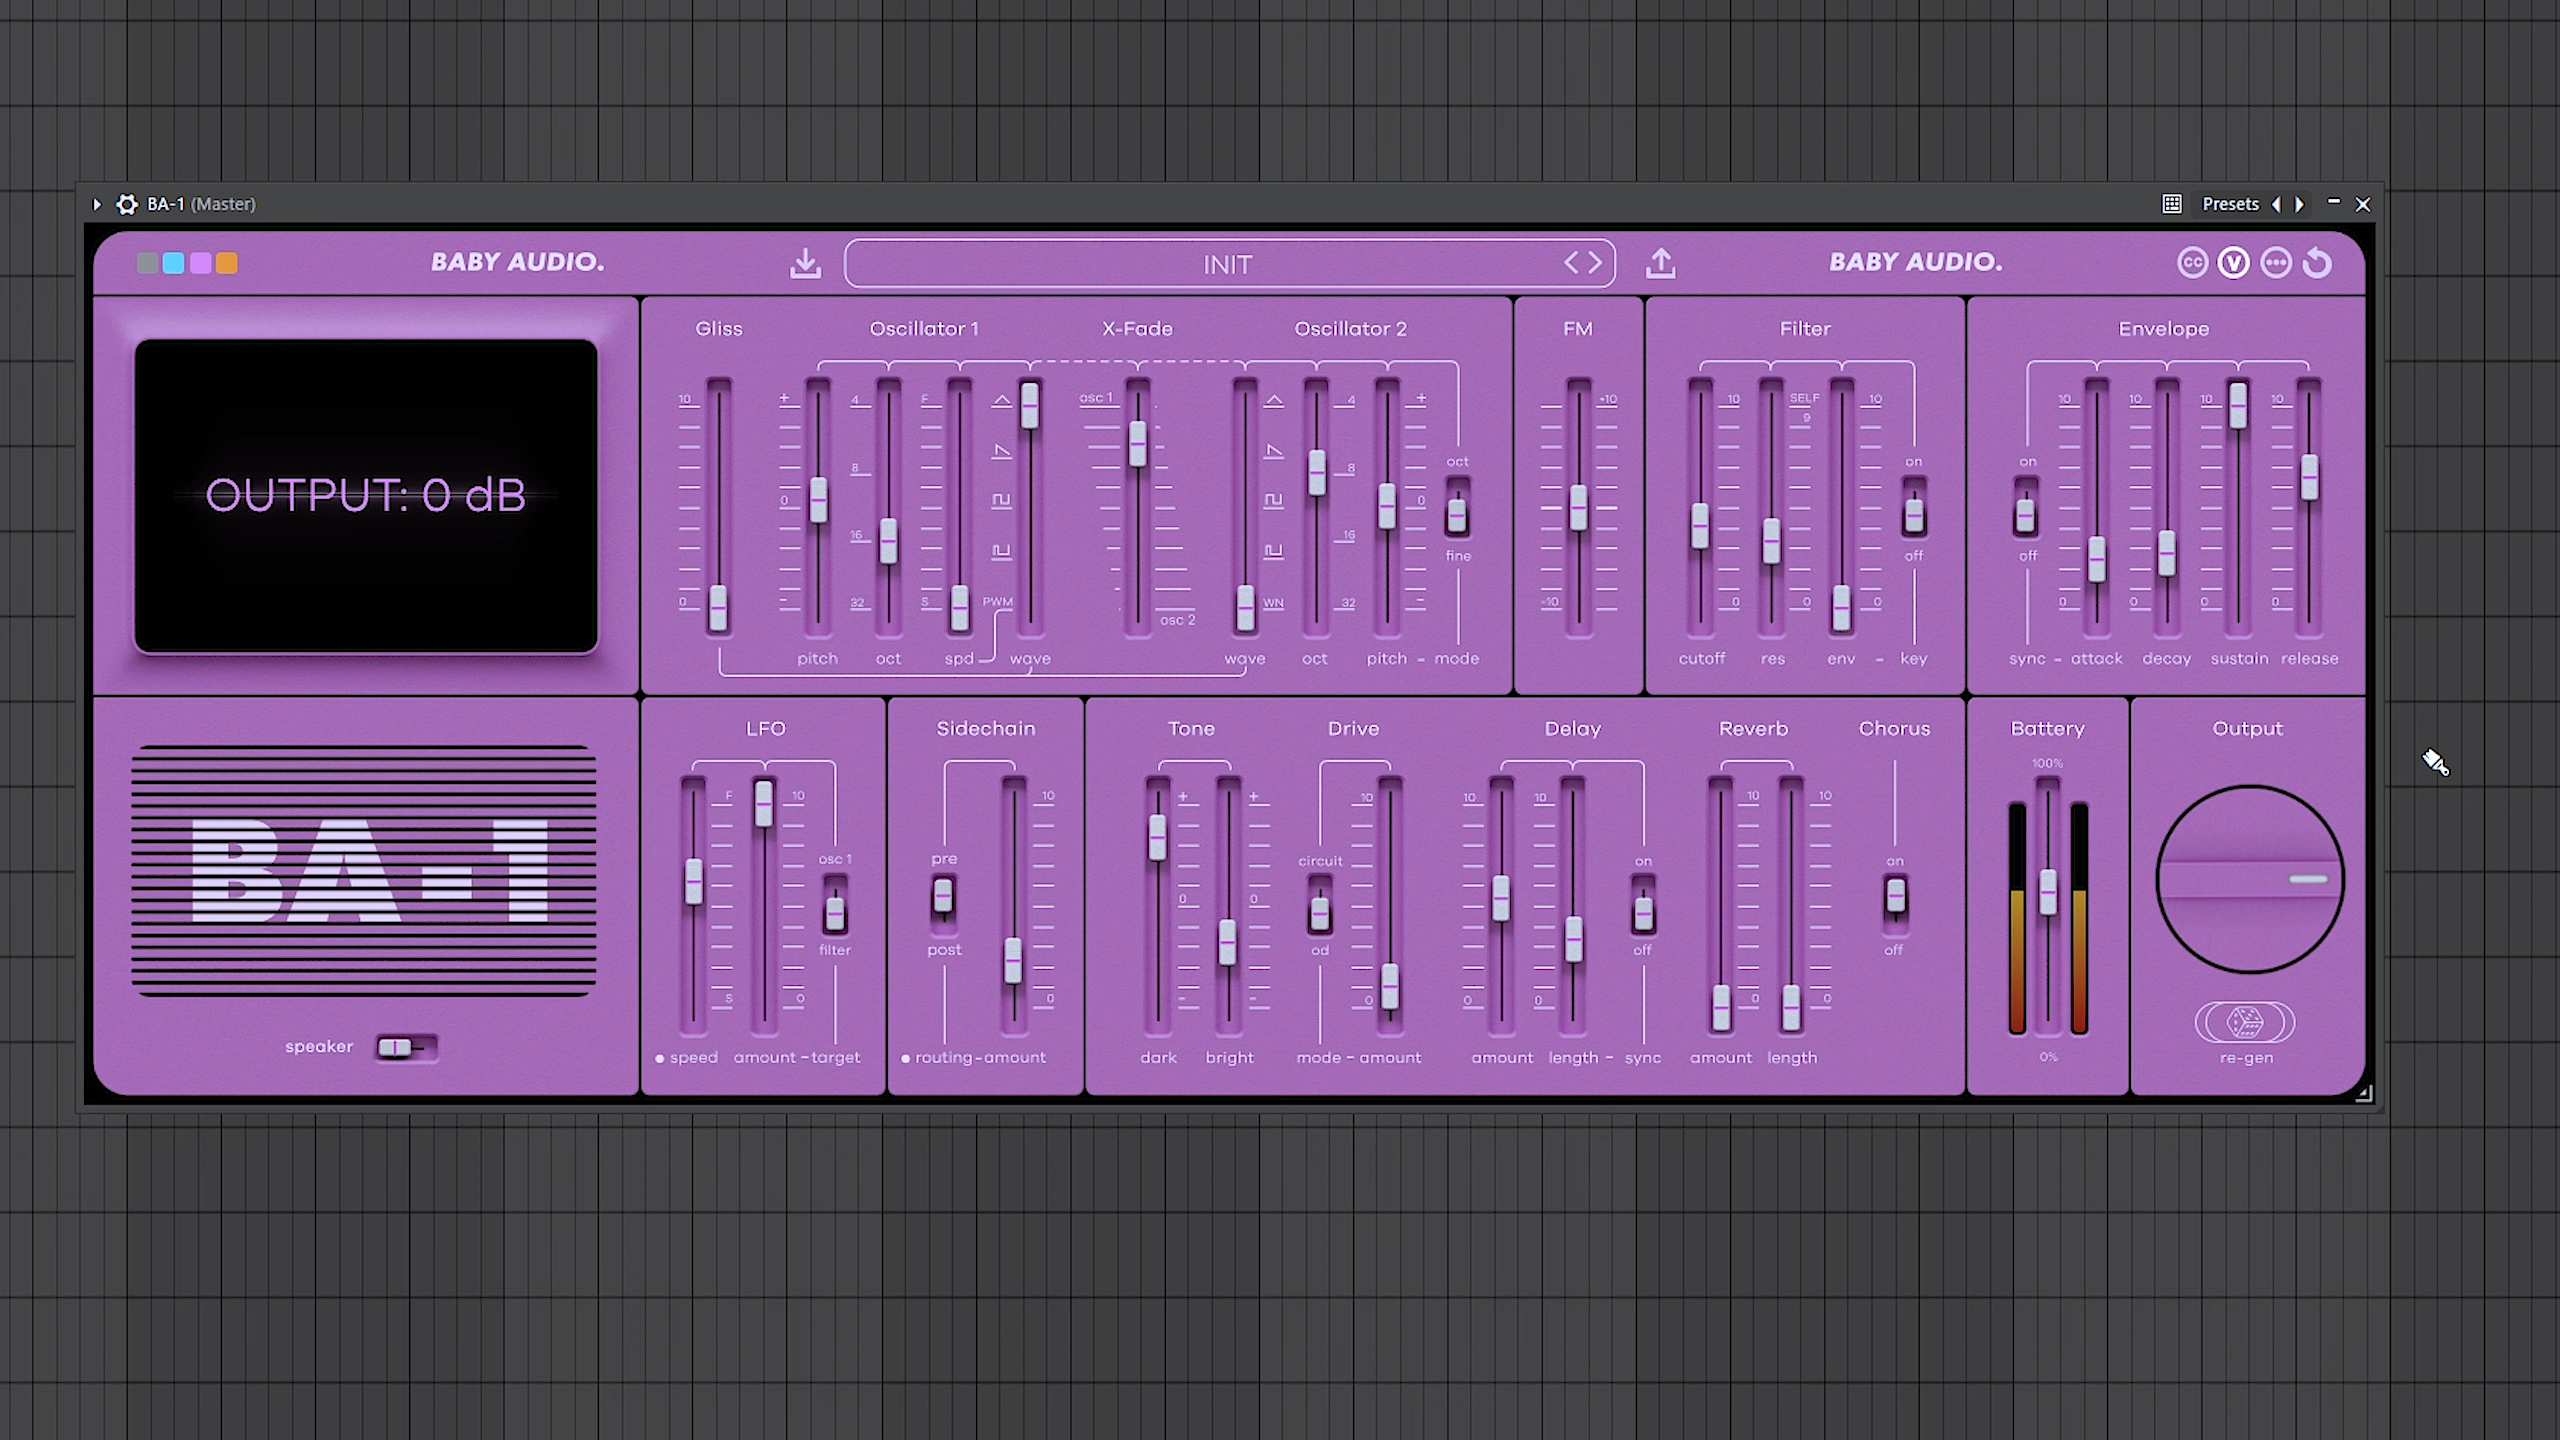 BA-1 (Master)
Presets
BABY AUDIO.
INIT
BABY AUDIO.
CC
V
OUTPUT: 0 dB
Gliss
Oscillator 1
X-Fade
Oscillator 2
10
0
+
0
-
4
8
16
32
F
S
PWM
osc 1
osc 2
WN
4
8
16
32
+
0
-
oct
fine
pitch
oct
spd
wave
wave
oct
pitch - mode
FM
+10
-10
Filter
10
0
SELF
9
0
10
0
on
off
cutoff
res
env - key
Envelope
on
off
10
0
10
0
10
0
10
0
sync - attack
decay
sustain
release
BA-1
speaker
LFO
F
S
10
0
osc 1
filter
speed
amount - target
Sidechain
pre
post
10
0
routing - amount
Tone
+
0
-
+
0
-
dark
bright
Drive
circuit
od
10
0
mode - amount
Delay
10
0
10
0
on
off
amount
length - sync
Reverb
10
0
10
0
amount
length
Chorus
on
off
Battery
100%
0%
Output
re-gen